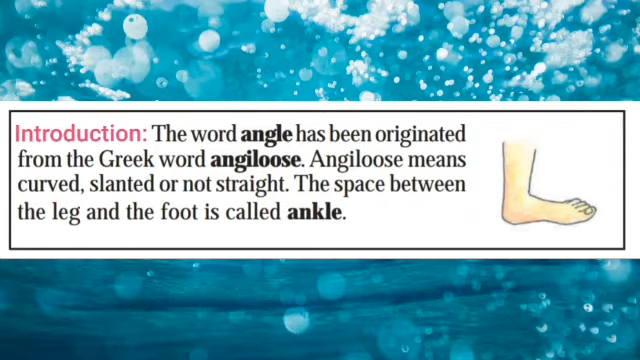 Introduction: The word angle has been originated
from the Greek word angiloose. Angiloose means
curved, slanted or not straight. The space between
the leg and the foot is called ankle.